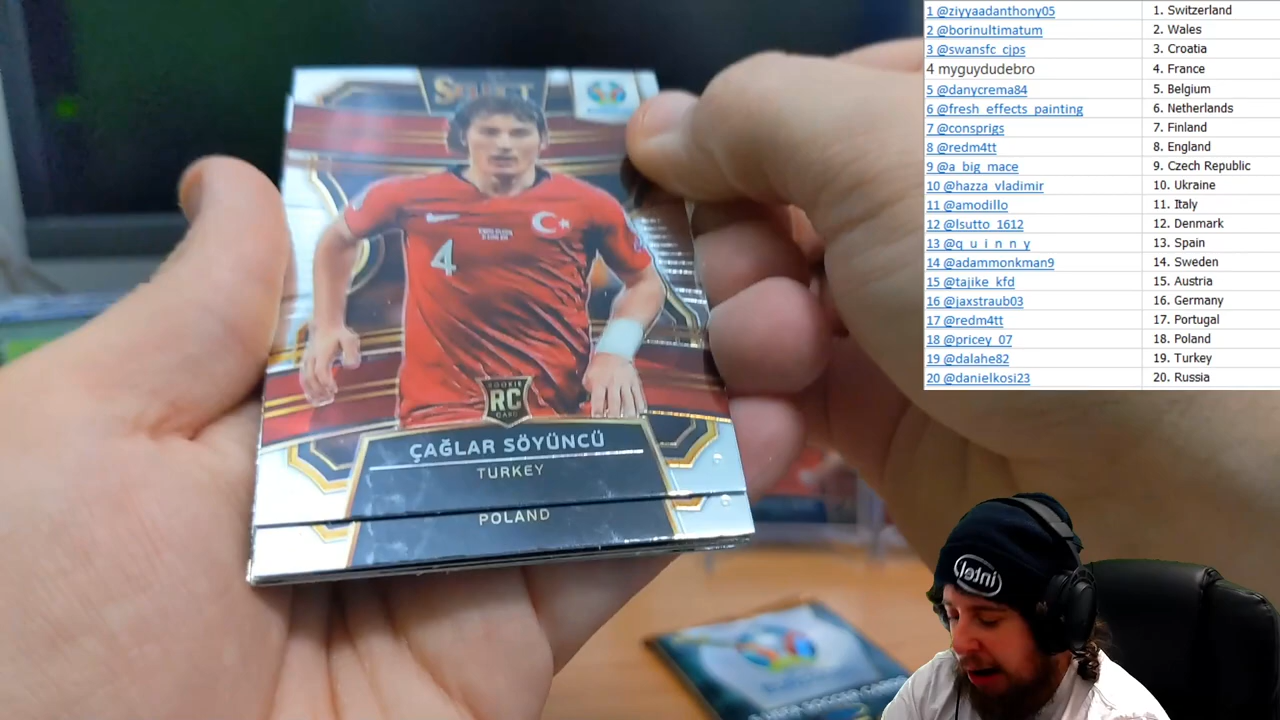 SELECT
4
ROOKIE
RC
CARD
ÇAĞLAR SÖYÜNCÜ
TURKEY
POLAND
intel
1 @ziyyaadanthony05 1. Switzerland
2 @borinultimatum 2. Wales
3 @swansfc_cjps 3. Croatia
4 myguydudebro 4. France
5 @danycrema84 5. Belgium
6 @fresh_effects_painting 6. Netherlands
7 @consprigs 7. Finland
8 @redm4tt 8. England
9 @a_big_mace 9. Czech Republic
10 @hazza_vladimir 10. Ukraine
11 @amodillo 11. Italy
12 @lsutto_1612 12. Denmark
13 @q_u_i_n_n_y 13. Spain
14 @adammonkman9 14. Sweden
15 @tajike_kfd 15. Austria
16 @jaxstraub03 16. Germany
17 @redm4tt 17. Portugal
18 @pricey_07 18. Poland
19 @dalahe82 19. Turkey
20 @danielkosi23 20. Russia